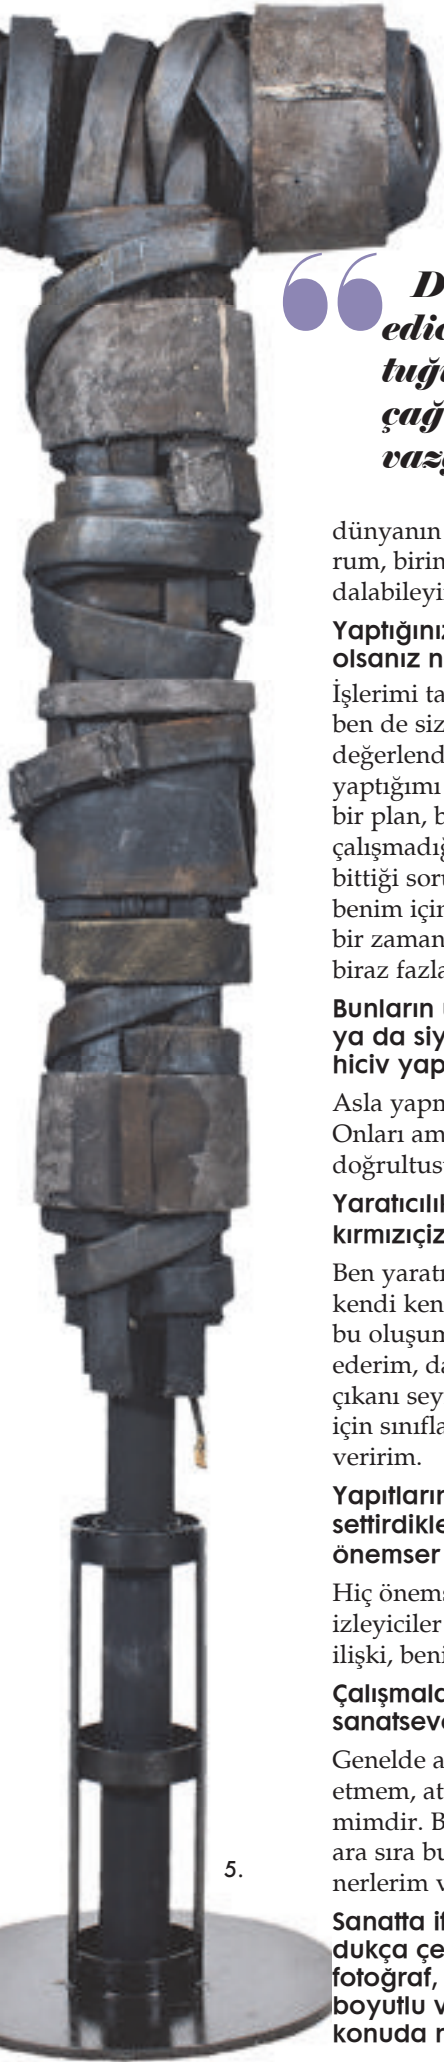 “ D
edic
tuğu
çağ
vazg
dünyanın
rum, birin
dalabileyi
Yaptığınız
olsanız n
İşlerimi ta
ben de siz
değerlend
yaptığımı
bir plan, b
çalışmadığ
bittiği soru
benim için
bir zaman
biraz fazla
Bunların
ya da siy
hiciv yap
Asla yapm
Onları am
doğrultus
Yaratıcılı
kırmızıçiz
Ben yaratı
kendi ken
bu oluşum
ederim, da
çıkanı sey
için sınıfla
veririm.
Yapıtların
settirdikle
önemser
Hiç önems
izleyiciler
ilişki, beni
Çalışmala
sanatseve
Genelde a
etmem, at
mimdir. B
ara sıra bu
nerlerim v
5.
Sanatta if
dukça çe
fotoğraf,
boyutlu v
konuda n